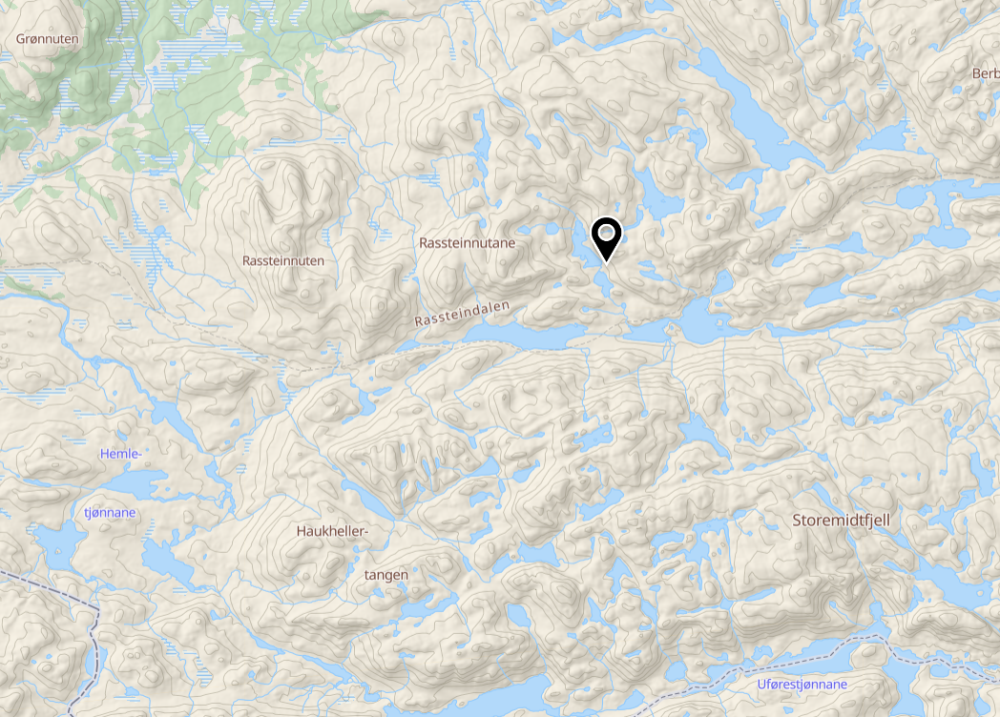 Grønnuten
Berb
Rassteinnutane
Rassteinnuten
Rassteindalen
Hemle-
tjønnane
Haukheller-
tangen
Storemidtfjell
Uførestjønnane